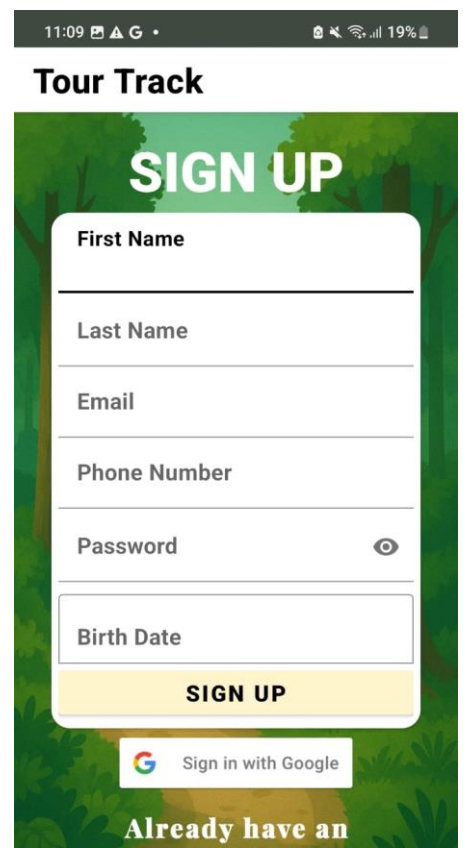 11:09 G • 19%
Tour Track
SIGN UP
First Name
Last Name
Email
Phone Number
Password
Birth Date
SIGN UP
G Sign in with Google
Already have an